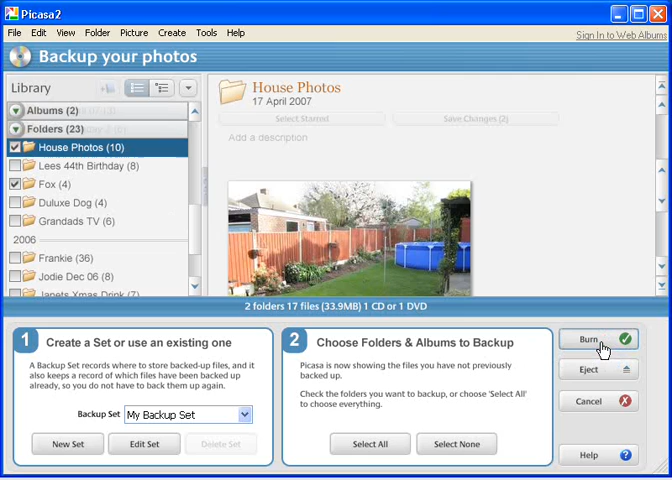 Picasa2
File Edit View Folder Picture Create Tools Help
Sign In to Web Albums
Backup your photos
Library
Albums (2)
Folders (23)
House Photos (10)
Lees 44th Birthday (8)
Fox (4)
Duluxe Dog (4)
Grandads TV (6)
2006
Frankie (36)
Jodie Dec 06 (8)
Janets Xmas Drink (7)
House Photos
17 April 2007
Select Starred
Save Changes (2)
Add a description
2 folders 17 files (33.9MB) 1 CD or 1 DVD
1 Create a Set or use an existing one
A Backup Set records where to store backed-up files, and it
also keeps a record of which files have been backed up
already, so you do not have to back them up again.
Backup Set My Backup Set
New Set Edit Set Delete Set
2 Choose Folders & Albums to Backup
Picasa is now showing the files you have not previously
backed up.
Check the folders you want to backup, or choose 'Select All'
to choose everything.
Select All Select None
Burn
Eject
Cancel
Help ?